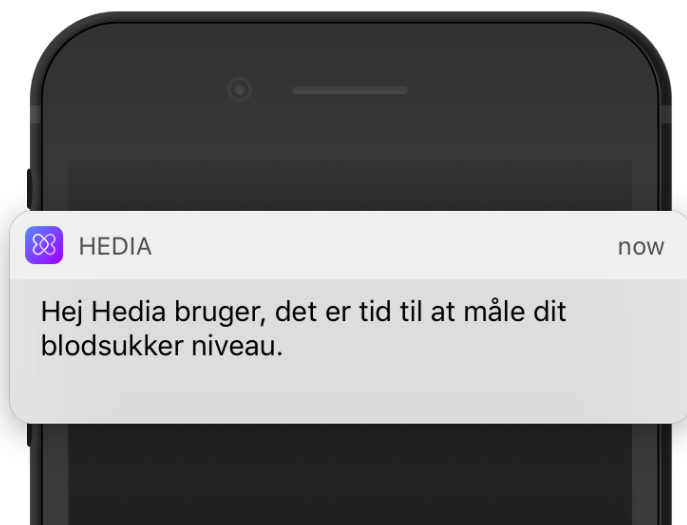 HEDIA now
Hej Hedia bruger, det er tid til at måle dit
blodsukker niveau.